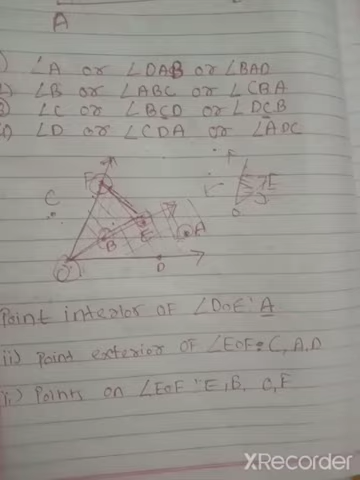 A
∠A or ∠DAB or ∠BAD
∠B or ∠ABC or ∠CBA
∠C or ∠BCD or ∠DCB
∠D or ∠CDA or ∠ADC
F
F
E
C
O
B
E
A
O
D
Point interior OF ∠DOE A
ii) Point exterior OF ∠EOF: C, A, D
Points on ∠EOF E, B, O, F
XRecorder